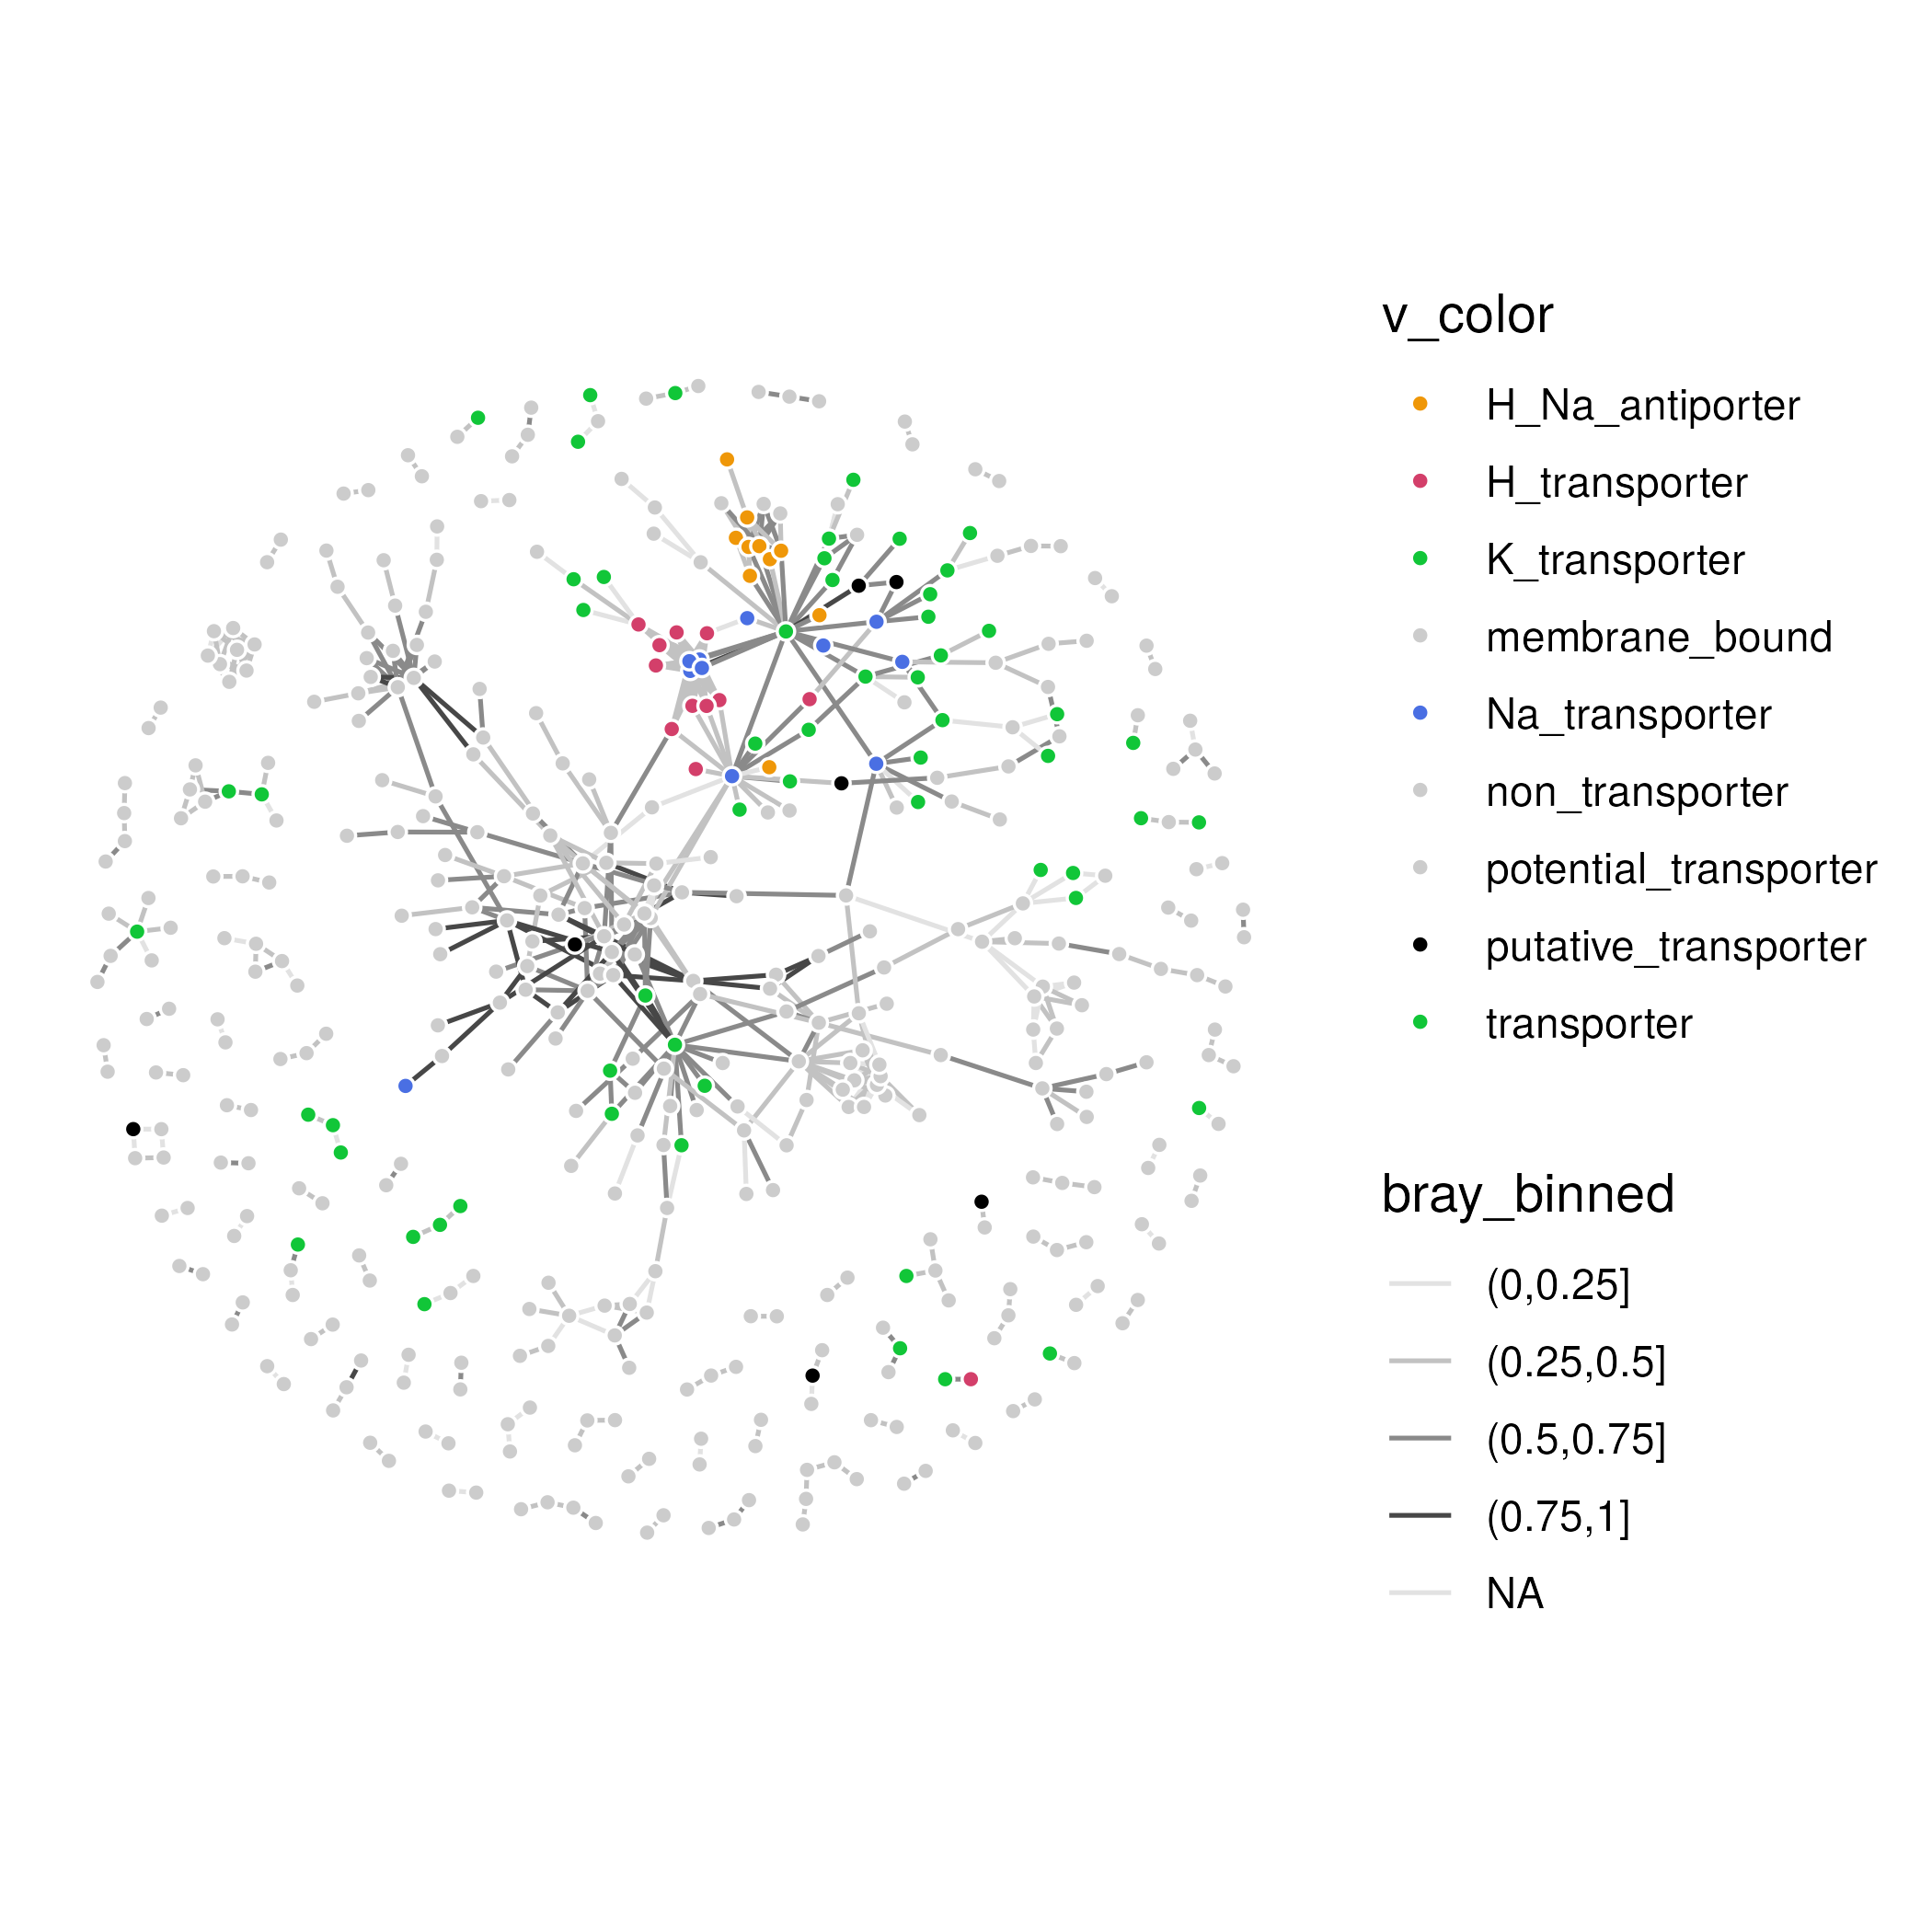 v_color
H_Na_antiporter
H_transporter
K_transporter
membrane_bound
Na_transporter
non_transporter
potential_transporter
putative_transporter
transporter
bray_binned
(0,0.25]
(0.25,0.5]
(0.5,0.75]
(0.75,1]
NA